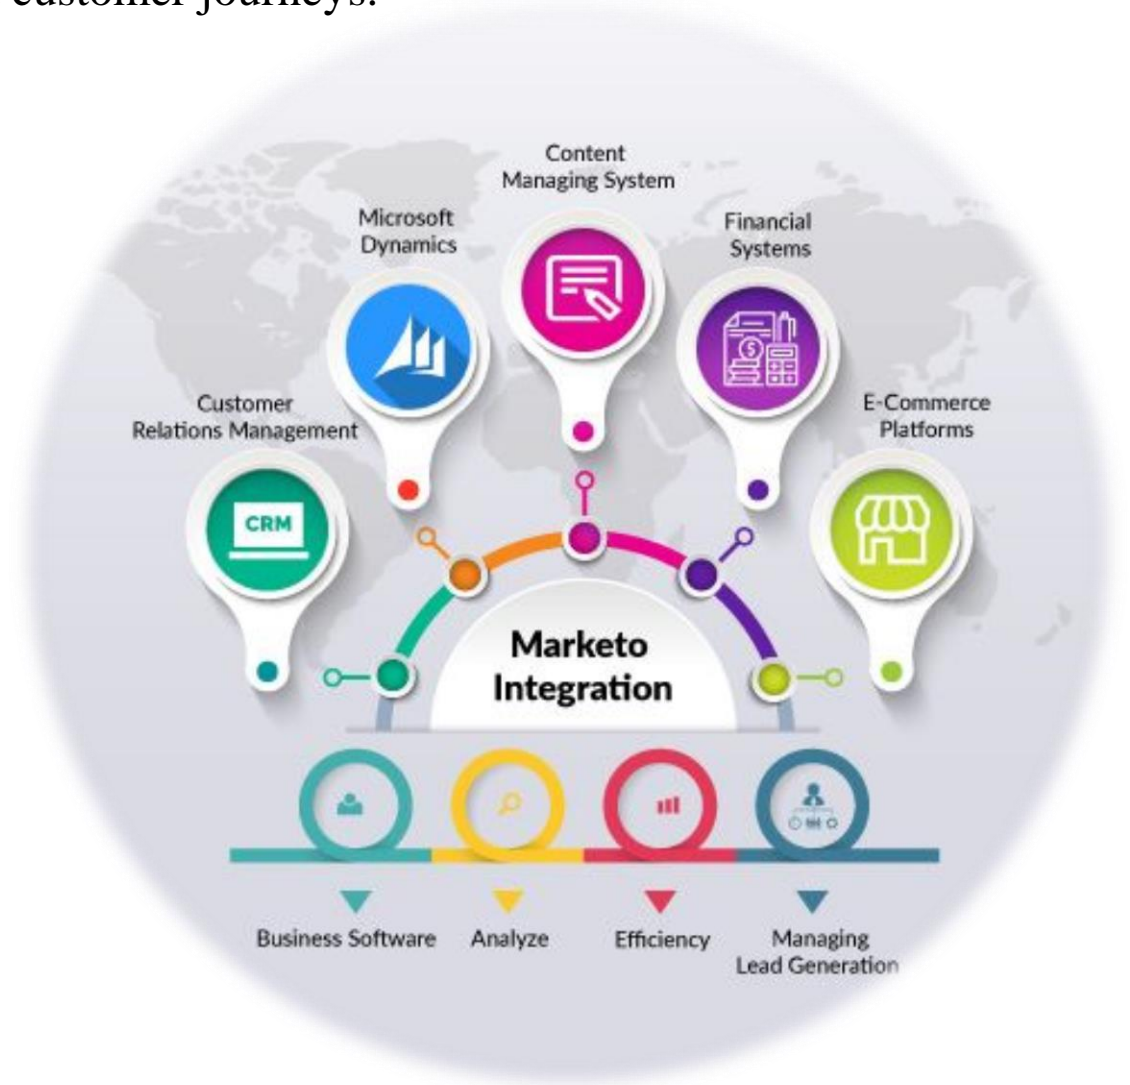 customer journeys.
Content
Managing System
Microsoft
Dynamics
Financial
Systems
Customer
Relations Management
E-Commerce
Platforms
CRM
Marketo
Integration
Business Software
Analyze
Efficiency
Managing
Lead Generation